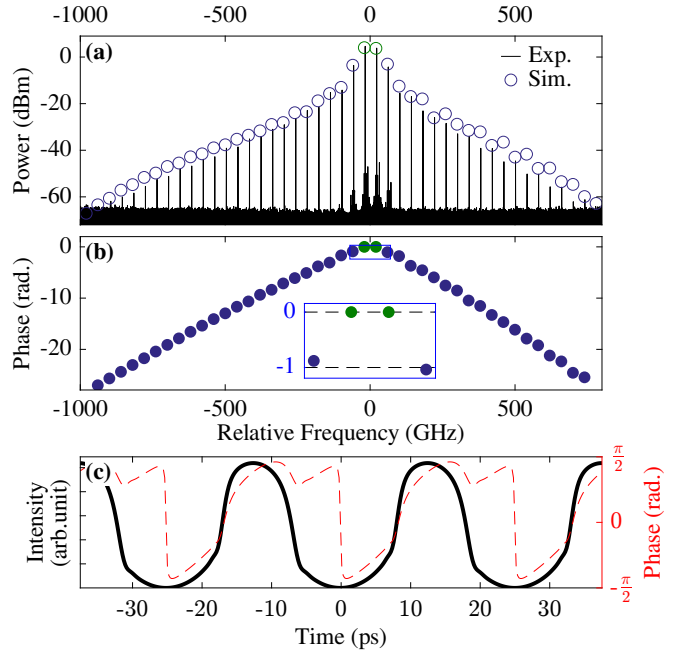 -1000 -500 0 500
(a)
Exp.
Sim.
Power (dBm)
0
-20
-40
-60
(b)
Phase (rad.)
0
-10
-20
0
-1
-1000 -500 0 500
Relative Frequency (GHz)
(c)
Intensity
(arb.unit)
π/2
0
-π/2
Phase (rad.)
-30 -20 -10 0 10 20 30
Time (ps)